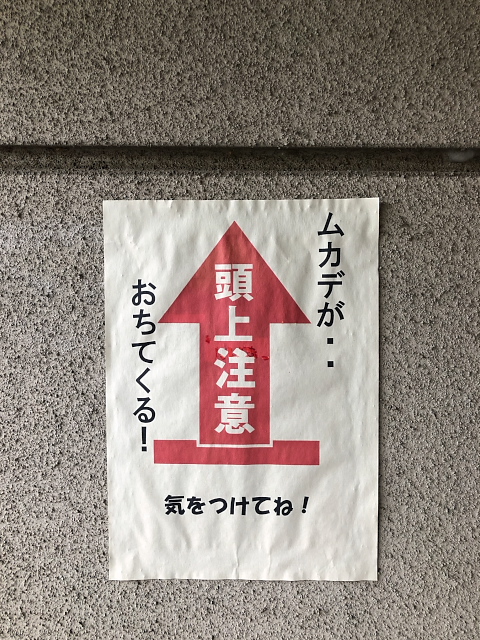 ムカデが・・
頭上注意
おちてくる！
気をつけてね！